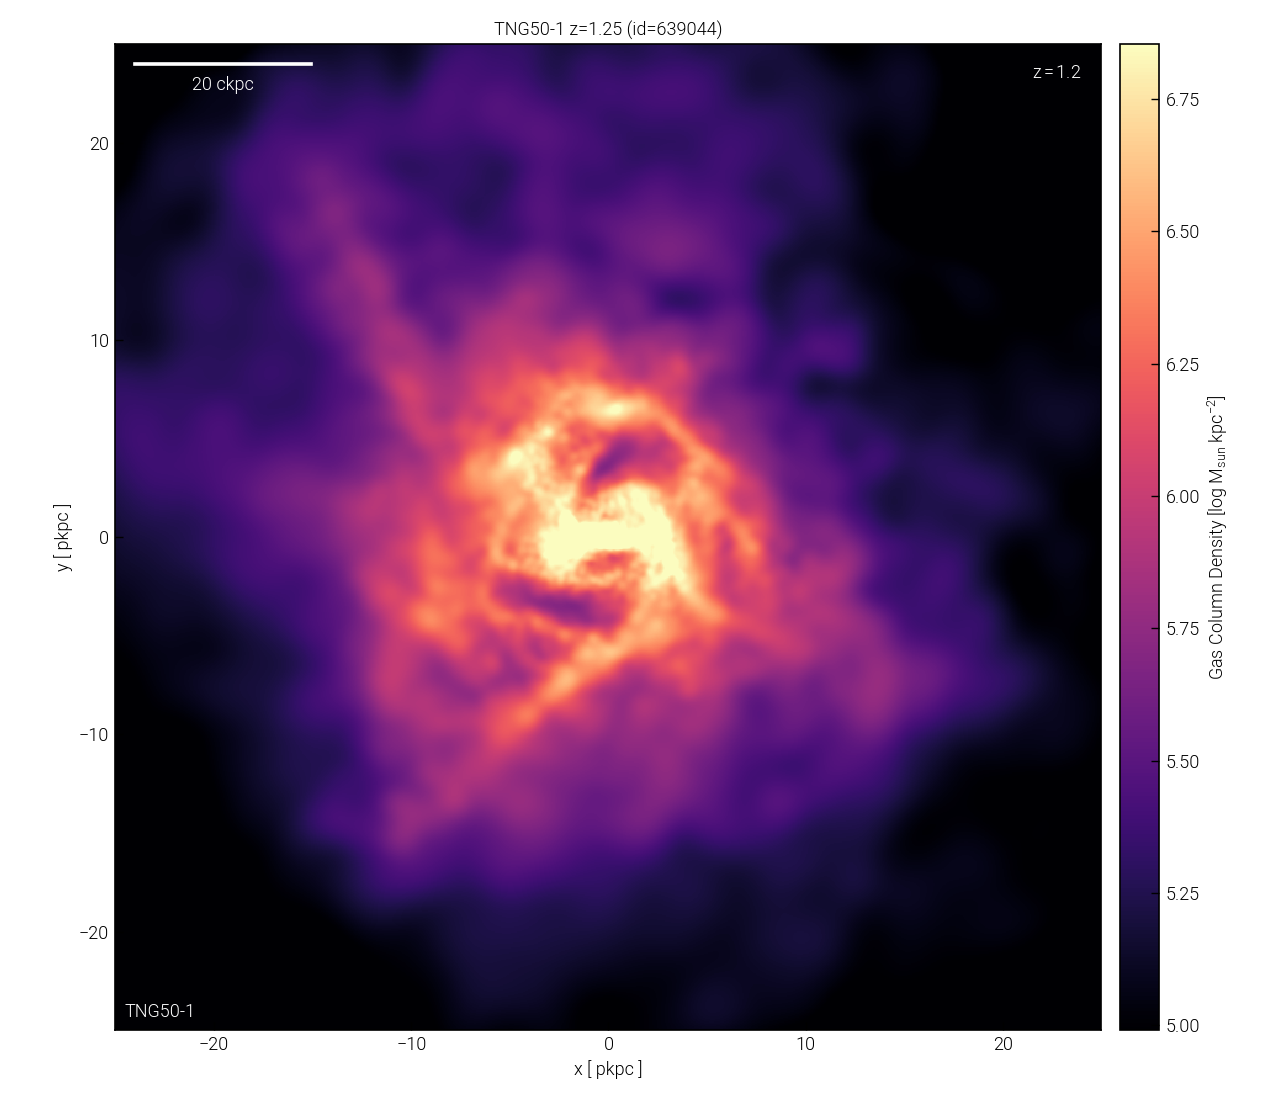 TNG50-1 z=1.25 (id=639044)
20 ckpc
z = 1.2
TNG50-1
20
10
0
−10
−20
y [ pkpc ]
−20
−10
0
10
20
x [ pkpc ]
6.75
6.50
6.25
6.00
5.75
5.50
5.25
5.00
Gas Column Density [log M_sun kpc^−2]